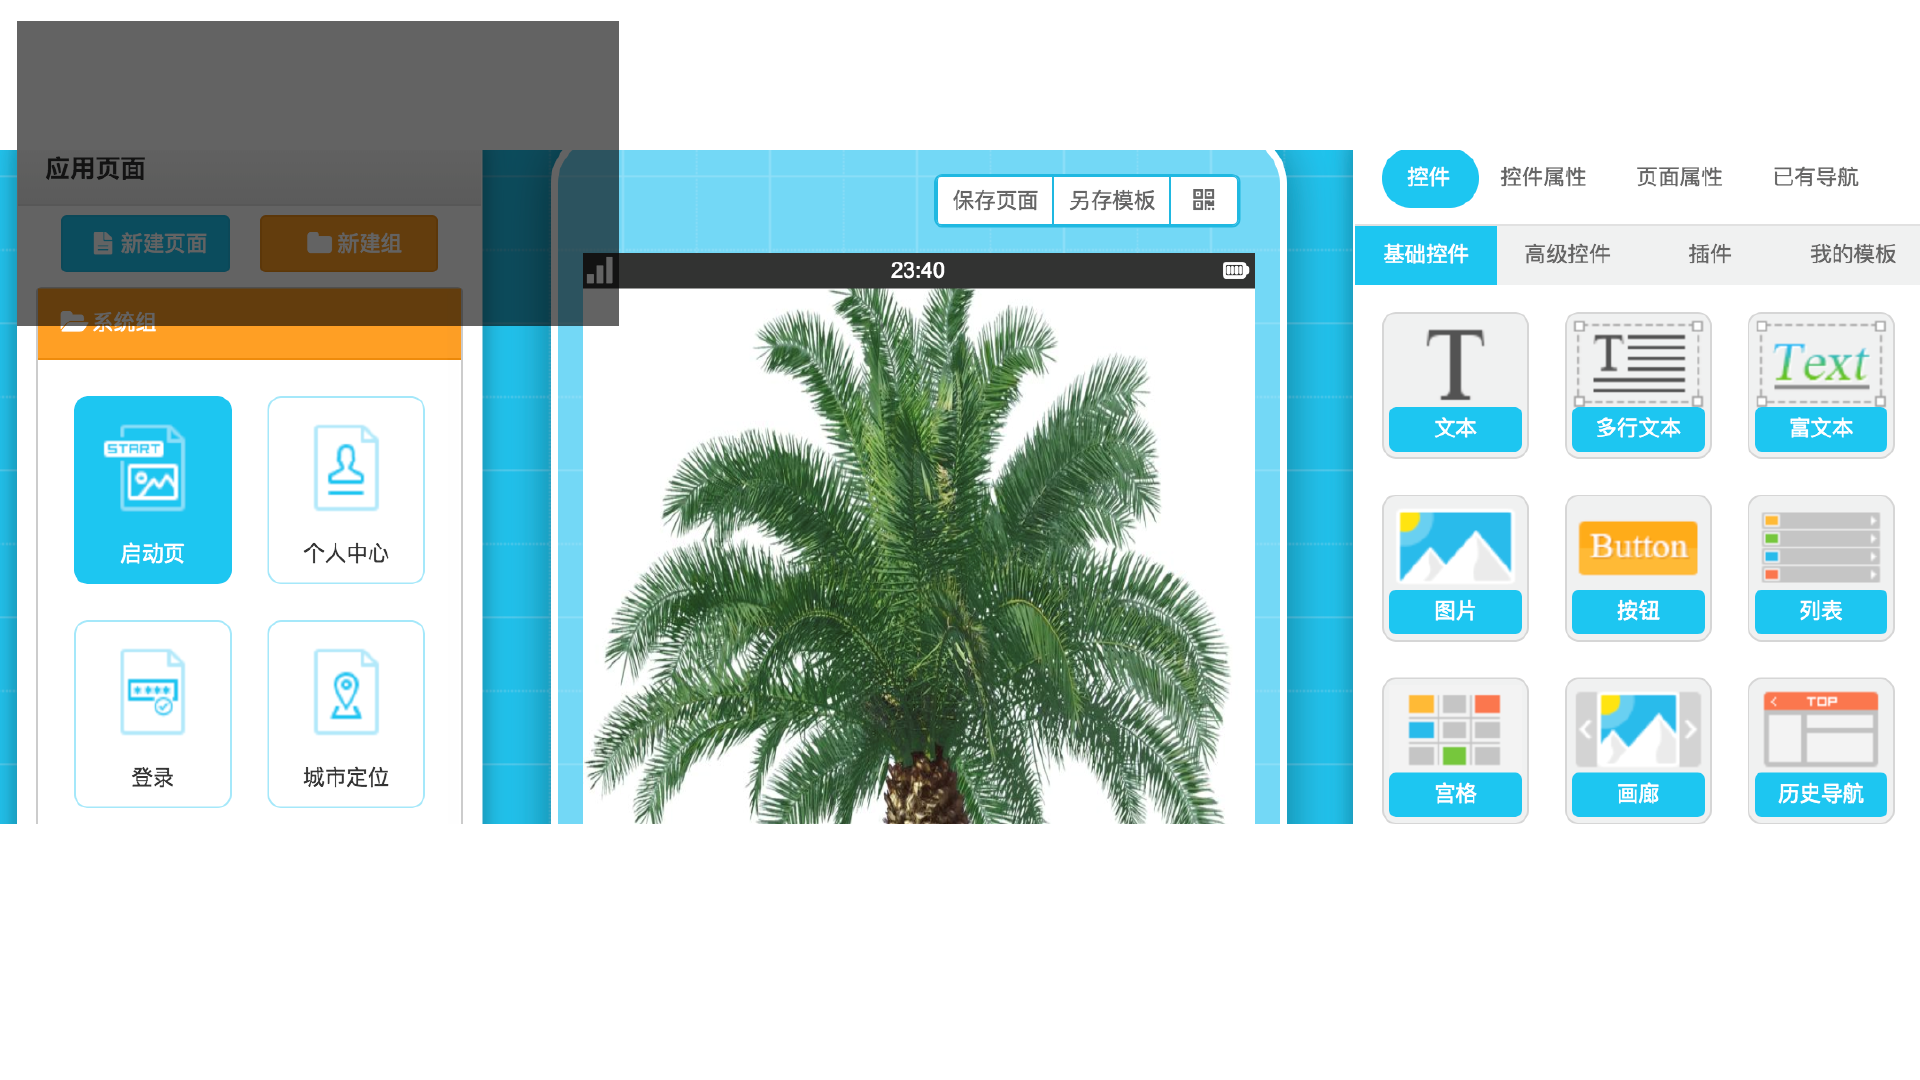 应用页面
新建页面 新建组
系统组
START
启动页
个人中心
登录
城市定位
保存页面 另存模板
23:40
控件 控件属性 页面属性 已有导航
基础控件 高级控件 插件 我的模板
T T Text
文本 多行文本 富文本
Button
图片 按钮 列表
TOP
宫格 画廊 历史导航